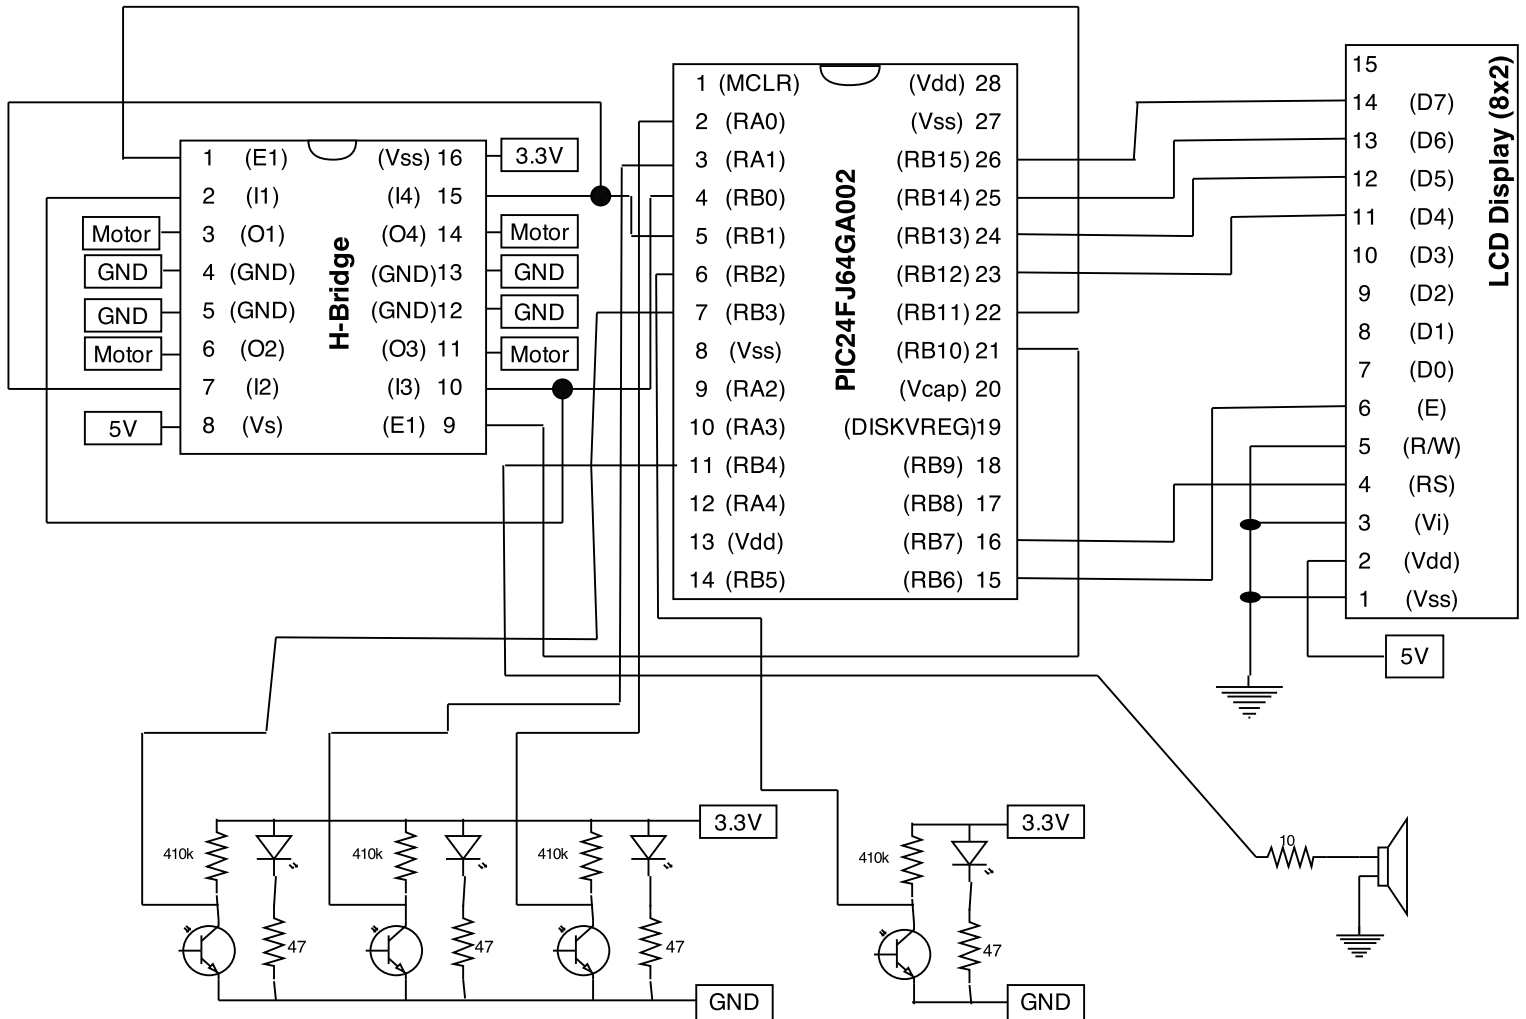 1 (E1) (Vss) 16
2 (I1) (I4) 15
3 (O1) (O4) 14
4 (GND) (GND) 13
5 (GND) (GND) 12
6 (O2) (O3) 11
7 (I2) (I3) 10
8 (Vs) (E1) 9
H-Bridge
3.3V
Motor
GND
GND
Motor
5V
Motor
GND
GND
Motor
1 (MCLR) (Vdd) 28
2 (RA0) (Vss) 27
3 (RA1) (RB15) 26
4 (RB0) (RB14) 25
5 (RB1) (RB13) 24
6 (RB2) (RB12) 23
7 (RB3) (RB11) 22
8 (Vss) (RB10) 21
9 (RA2) (Vcap) 20
10 (RA3) (DISKVREG) 19
11 (RB4) (RB9) 18
12 (RA4) (RB8) 17
13 (Vdd) (RB7) 16
14 (RB5) (RB6) 15
PIC24FJ64GA002
15
14 (D7)
13 (D6)
12 (D5)
11 (D4)
10 (D3)
9 (D2)
8 (D1)
7 (D0)
6 (E)
5 (R/W)
4 (RS)
3 (Vi)
2 (Vdd)
1 (Vss)
LCD Display (8x2)
5V
3.3V
3.3V
410k
410k
410k
410k
10
47
47
47
47
GND
GND